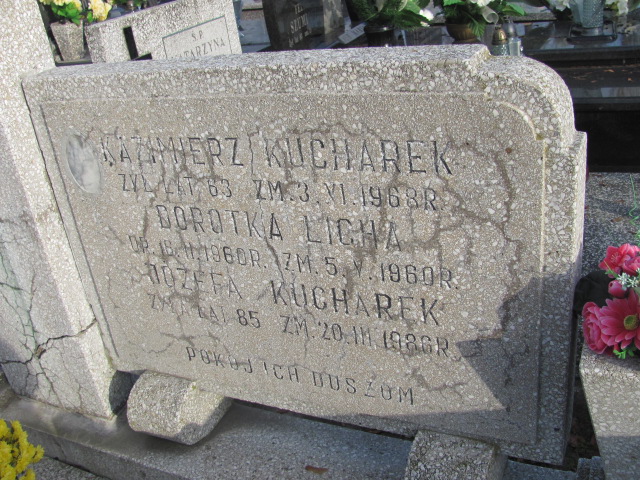 Ś.P.
KAZIMIERZ KUCHAREK
ŻYŁ LAT 63 ZM. 3.VI.1968R.
DOROTKA LICHA
UR. 16.II.1960R. ZM. 5.V.1960R.
JÓZEFA KUCHAREK
ŻYŁA LAT 85 ZM. 20.III.1986R.
POKÓJ ICH DUSZOM